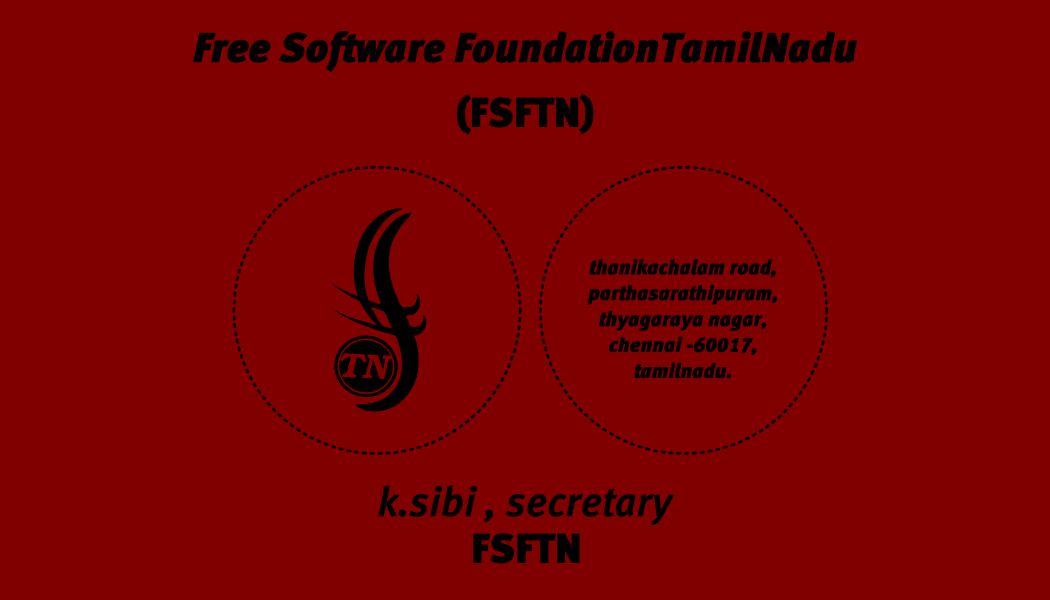 Free Software FoundationTamilNadu
(FSFTN)
TN
thanikachalam road,
parthasarathipuram,
thyagaraya nagar,
chennai -60017,
tamilnadu.
k.sibi , secretary
FSFTN